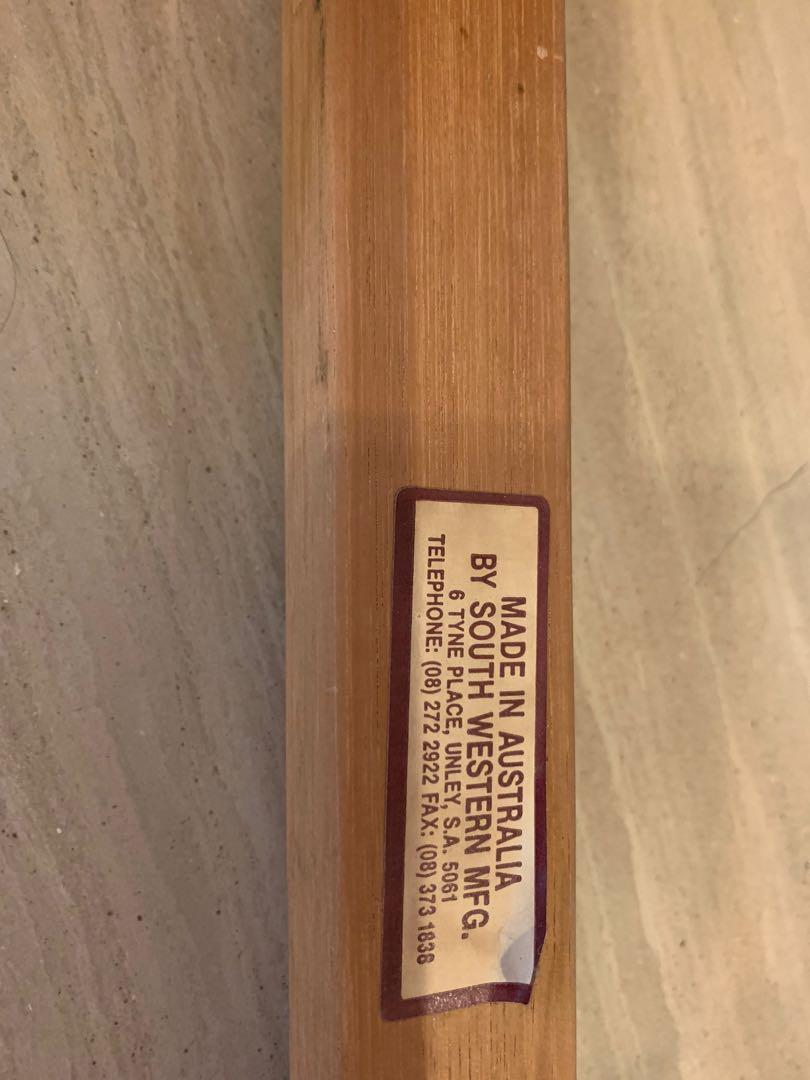 MADE IN AUSTRALIA
BY SOUTH WESTERN MFG.
6 TYNE PLACE, UNLEY, S.A. 5061
TELEPHONE: (08) 272 2922 FAX: (08) 373 1838